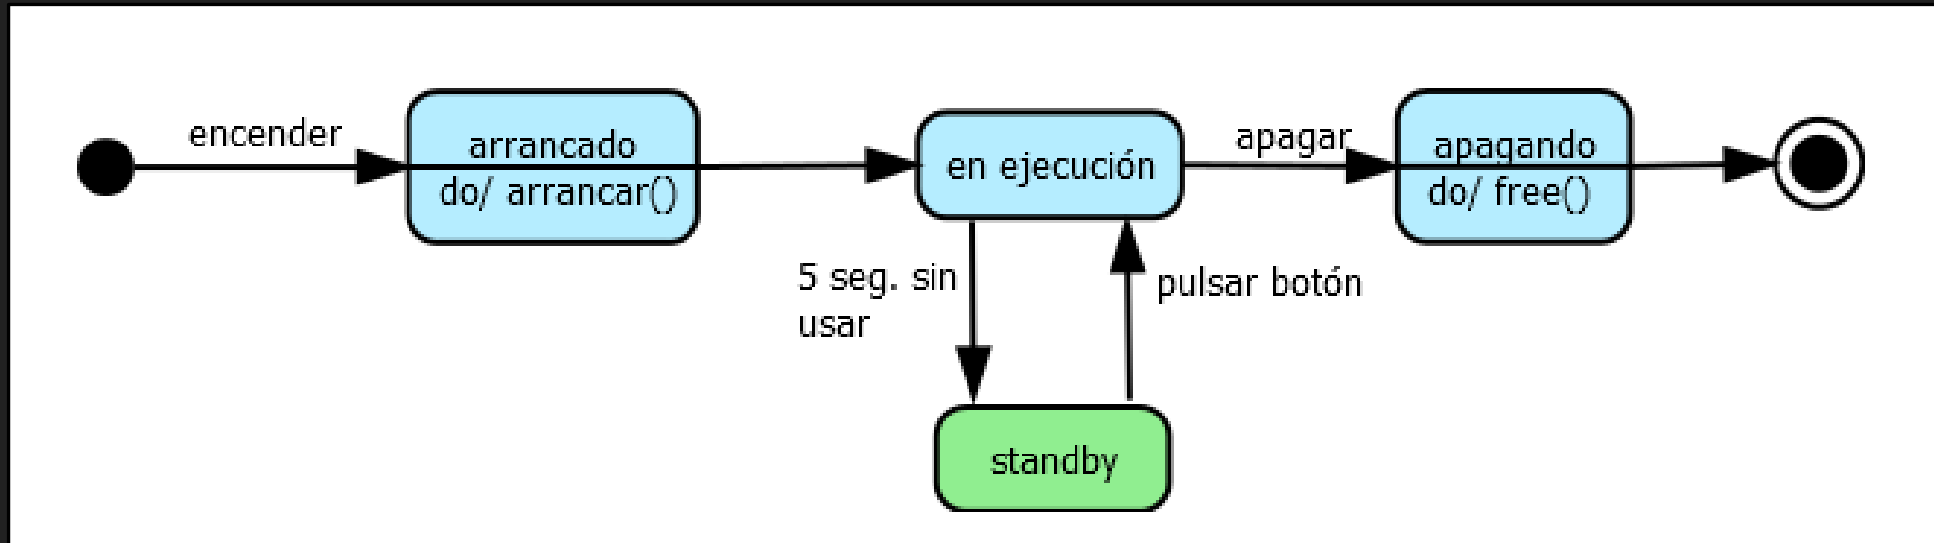 encender
arrancado
do/ arrancar()
en ejecución
apagar
apagando
do/ free()
5 seg. sin
usar
pulsar botón
standby